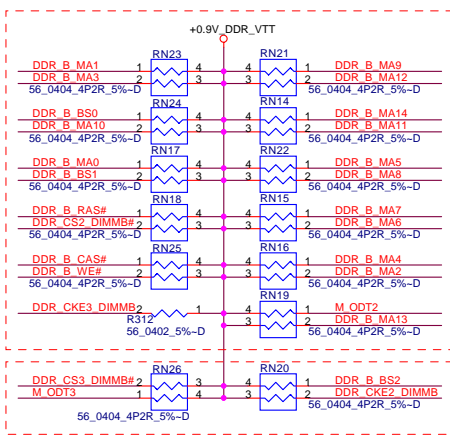 +0.9V_DDR_VTT
RN23 RN21
DDR_B_MA1 1 4 4 1 DDR_B_MA9
DDR_B_MA3 2 3 3 2 DDR_B_MA12
56_0404_4P2R_5%~D 56_0404_4P2R_5%~D
RN24 RN14
DDR_B_BS0 1 4 4 1 DDR_B_MA14
DDR_B_MA10 2 3 3 2 DDR_B_MA11
56_0404_4P2R_5%~D 56_0404_4P2R_5%~D
RN17 RN22
DDR_B_MA0 1 4 4 1 DDR_B_MA5
DDR_B_BS1 2 3 3 2 DDR_B_MA8
56_0404_4P2R_5%~D 56_0404_4P2R_5%~D
RN18 RN15
DDR_B_RAS# 1 4 4 1 DDR_B_MA7
DDR_CS2_DIMMB# 2 3 3 2 DDR_B_MA6
56_0404_4P2R_5%~D 56_0404_4P2R_5%~D
RN25 RN16
DDR_B_CAS# 1 4 4 1 DDR_B_MA4
DDR_B_WE# 2 3 3 2 DDR_B_MA2
56_0404_4P2R_5%~D 56_0404_4P2R_5%~D
RN19
DDR_CKE3_DIMMB 2 1 4 1 M_ODT2
R312 3 2 DDR_B_MA13
56_0402_5%~D 56_0404_4P2R_5%~D
RN26 RN20
DDR_CS3_DIMMB# 2 3 4 1 DDR_B_BS2
M_ODT3 1 4 3 2 DDR_CKE2_DIMMB
56_0404_4P2R_5%~D 56_0404_4P2R_5%~D